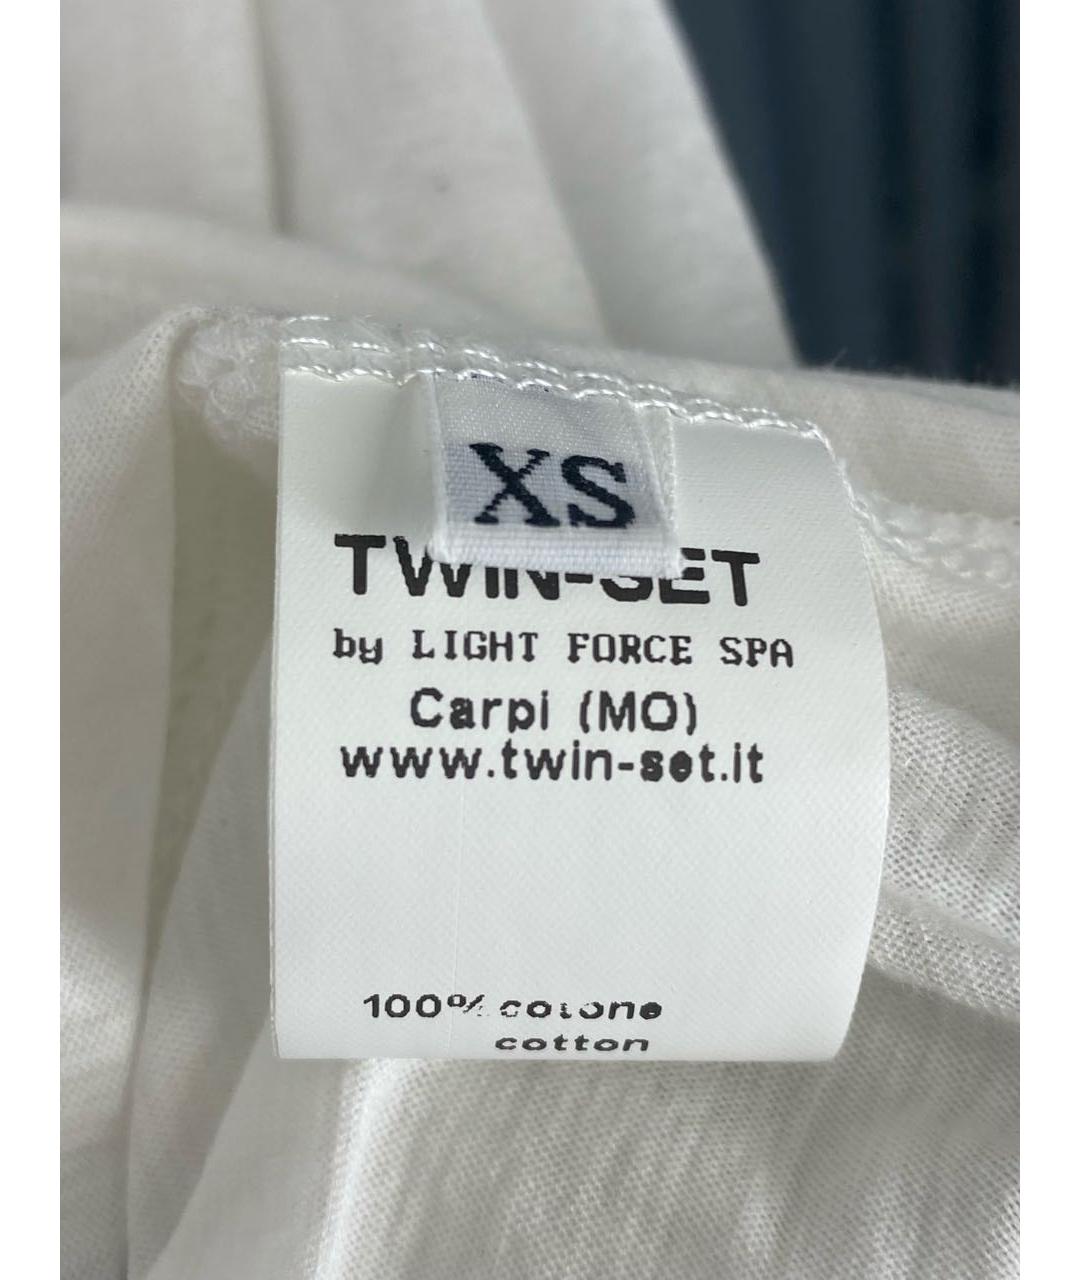 XS
TWIN-SET
by LIGHT FORCE SPA
Carpi (MO)
www.twin-set.it
100% cotone
cotton